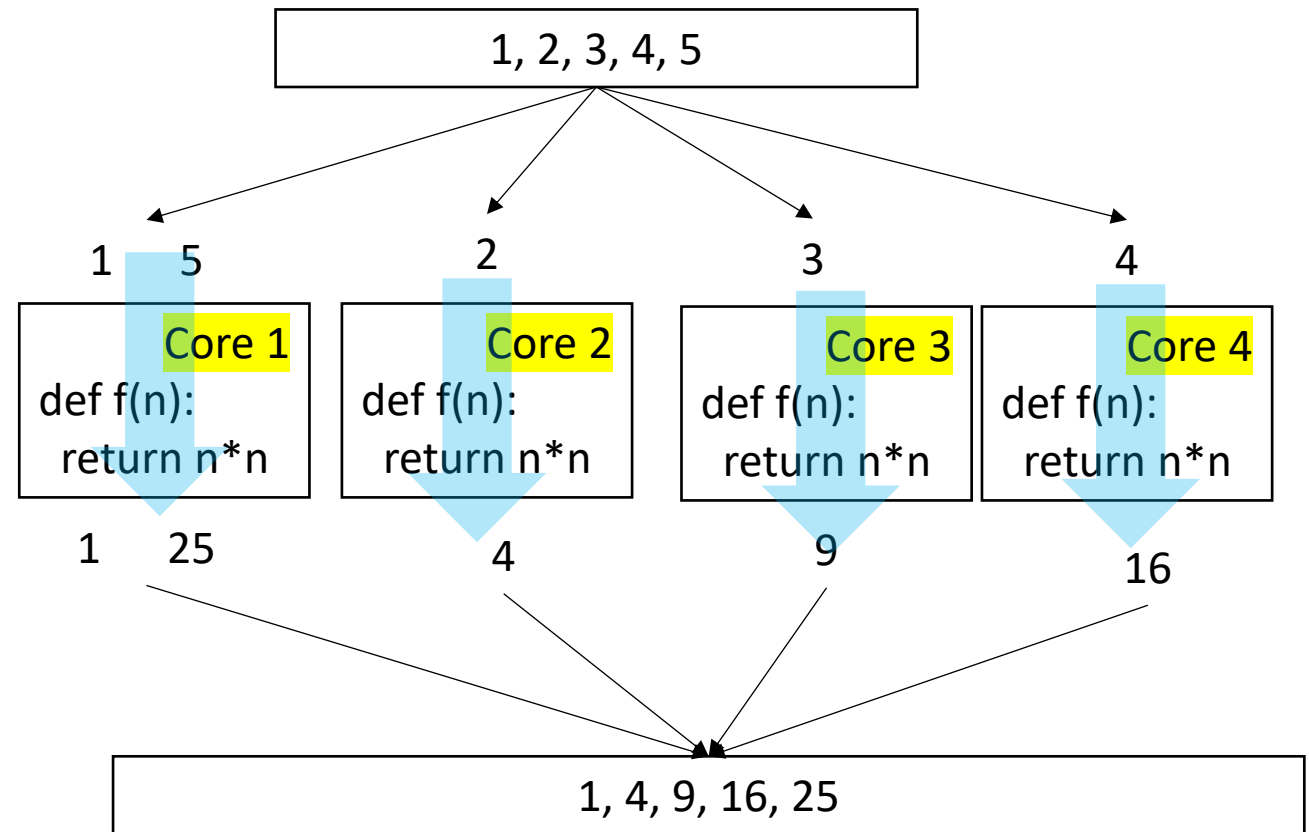 1, 2, 3, 4, 5
1 5 2 3 4
Core 1
def f(n):
return n*n
Core 2
def f(n):
return n*n
Core 3
def f(n):
return n*n
Core 4
def f(n):
return n*n
1 25 4 9 16
1, 4, 9, 16, 25